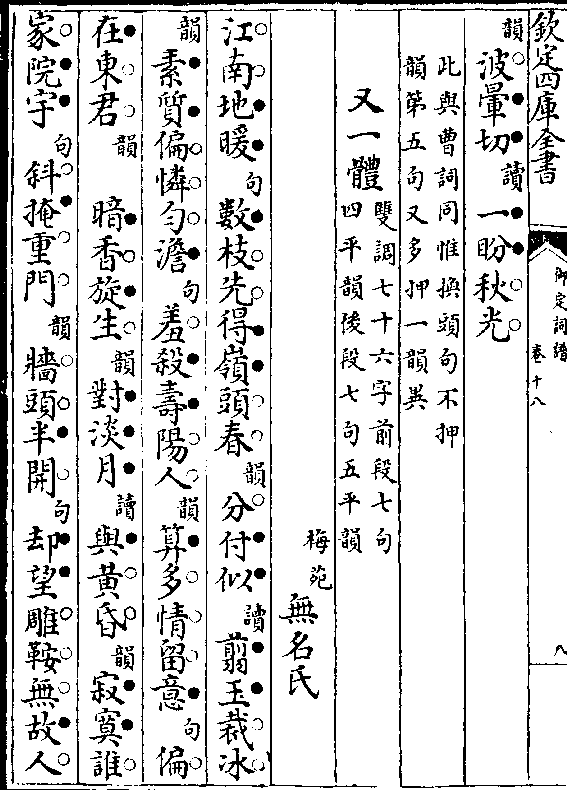 欽定四庫全書
御定詞譜
卷十八
八
韻波暈切讀一盼秋光
此與曹詞同惟換頭句不押
韻第五句又多押一韻異
又一體雙調七十六字前段七句
四平韻後段七句五平韻
梅苑無名氏
江南地暖句數枝先得嶺頭春韻分付似讀翦玉裁冰
韻素質偏憐勻澹句羞殺壽陽人韻算多情留意句偏
在東君韻 暗香旋生韻對淡月讀與黃昏韻寂寞誰
家院宇句斜掩重門韻牆頭半開句却望雕鞍無故人